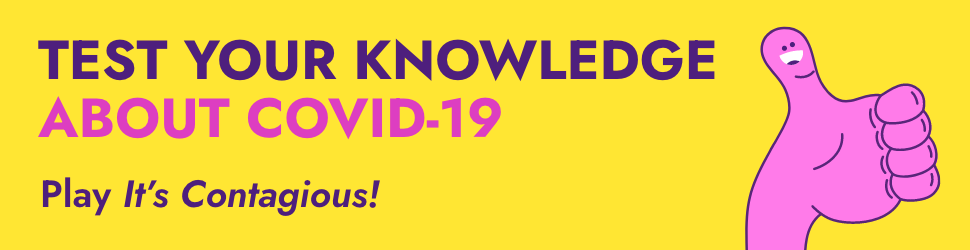 TEST YOUR KNOWLEDGE
ABOUT COVID-19
Play It's Contagious!